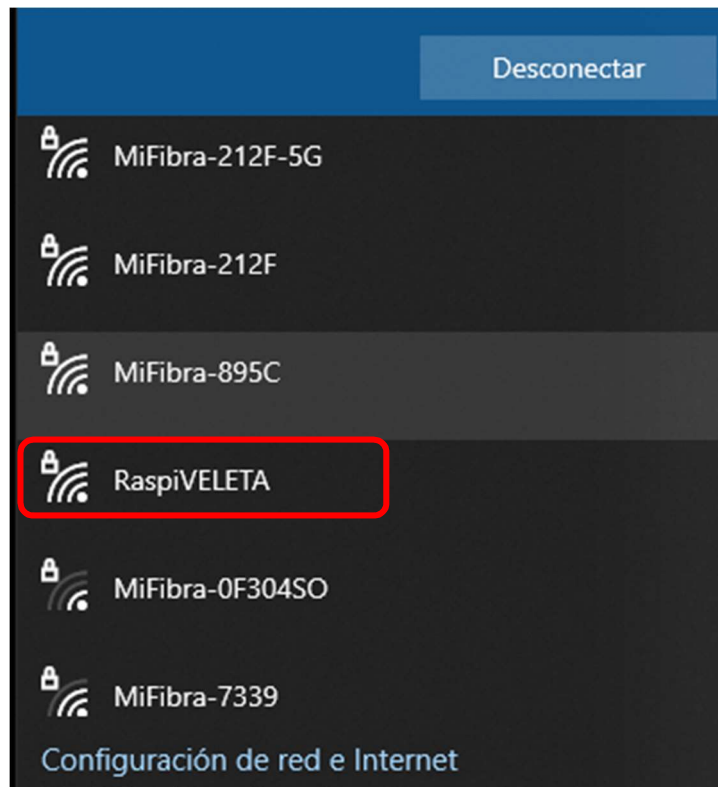 Desconectar
MiFibra-212F-5G
MiFibra-212F
MiFibra-895C
RaspiVELETA
MiFibra-0F304SO
MiFibra-7339
Configuración de red e Internet